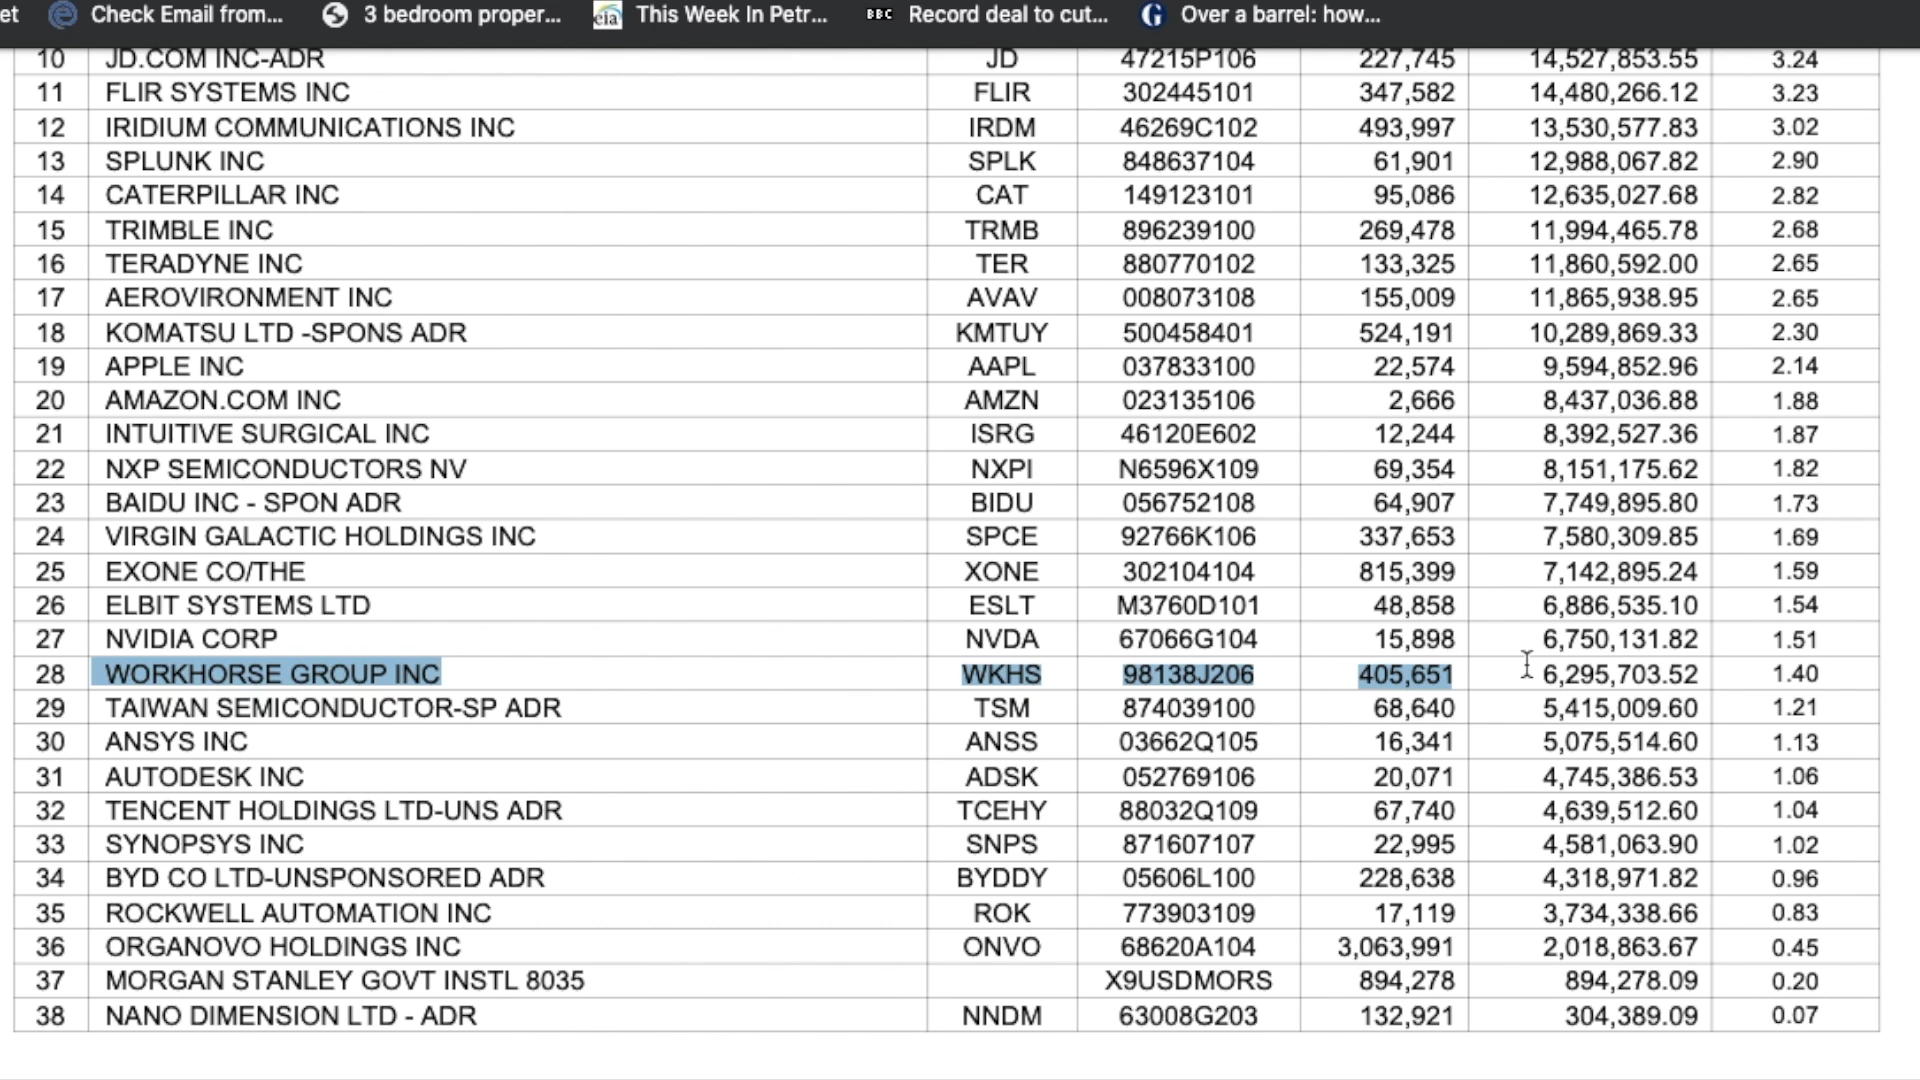 et Check Email from... 3 bedroom proper... eia This Week In Petr... BBC Record deal to cut... G Over a barrel: how...
10 JD.COM INC-ADR JD 47215P106 227,745 14,527,853.55 3.24
11 FLIR SYSTEMS INC FLIR 302445101 347,582 14,480,266.12 3.23
12 IRIDIUM COMMUNICATIONS INC IRDM 46269C102 493,997 13,530,577.83 3.02
13 SPLUNK INC SPLK 848637104 61,901 12,988,067.82 2.90
14 CATERPILLAR INC CAT 149123101 95,086 12,635,027.68 2.82
15 TRIMBLE INC TRMB 896239100 269,478 11,994,465.78 2.68
16 TERADYNE INC TER 880770102 133,325 11,860,592.00 2.65
17 AEROVIRONMENT INC AVAV 008073108 155,009 11,865,938.95 2.65
18 KOMATSU LTD -SPONS ADR KMTUY 500458401 524,191 10,289,869.33 2.30
19 APPLE INC AAPL 037833100 22,574 9,594,852.96 2.14
20 AMAZON.COM INC AMZN 023135106 2,666 8,437,036.88 1.88
21 INTUITIVE SURGICAL INC ISRG 46120E602 12,244 8,392,527.36 1.87
22 NXP SEMICONDUCTORS NV NXPI N6596X109 69,354 8,151,175.62 1.82
23 BAIDU INC - SPON ADR BIDU 056752108 64,907 7,749,895.80 1.73
24 VIRGIN GALACTIC HOLDINGS INC SPCE 92766K106 337,653 7,580,309.85 1.69
25 EXONE CO/THE XONE 302104104 815,399 7,142,895.24 1.59
26 ELBIT SYSTEMS LTD ESLT M3760D101 48,858 6,886,535.10 1.54
27 NVIDIA CORP NVDA 67066G104 15,898 6,750,131.82 1.51
28 WORKHORSE GROUP INC WKHS 98138J206 405,651 6,295,703.52 1.40
29 TAIWAN SEMICONDUCTOR-SP ADR TSM 874039100 68,640 5,415,009.60 1.21
30 ANSYS INC ANSS 03662Q105 16,341 5,075,514.60 1.13
31 AUTODESK INC ADSK 052769106 20,071 4,745,386.53 1.06
32 TENCENT HOLDINGS LTD-UNS ADR TCEHY 88032Q109 67,740 4,639,512.60 1.04
33 SYNOPSYS INC SNPS 871607107 22,995 4,581,063.90 1.02
34 BYD CO LTD-UNSPONSORED ADR BYDDY 05606L100 228,638 4,318,971.82 0.96
35 ROCKWELL AUTOMATION INC ROK 773903109 17,119 3,734,338.66 0.83
36 ORGANOVO HOLDINGS INC ONVO 68620A104 3,063,991 2,018,863.67 0.45
37 MORGAN STANLEY GOVT INSTL 8035 X9USDMORS 894,278 894,278.09 0.20
38 NANO DIMENSION LTD - ADR NNDM 63008G203 132,921 304,389.09 0.07